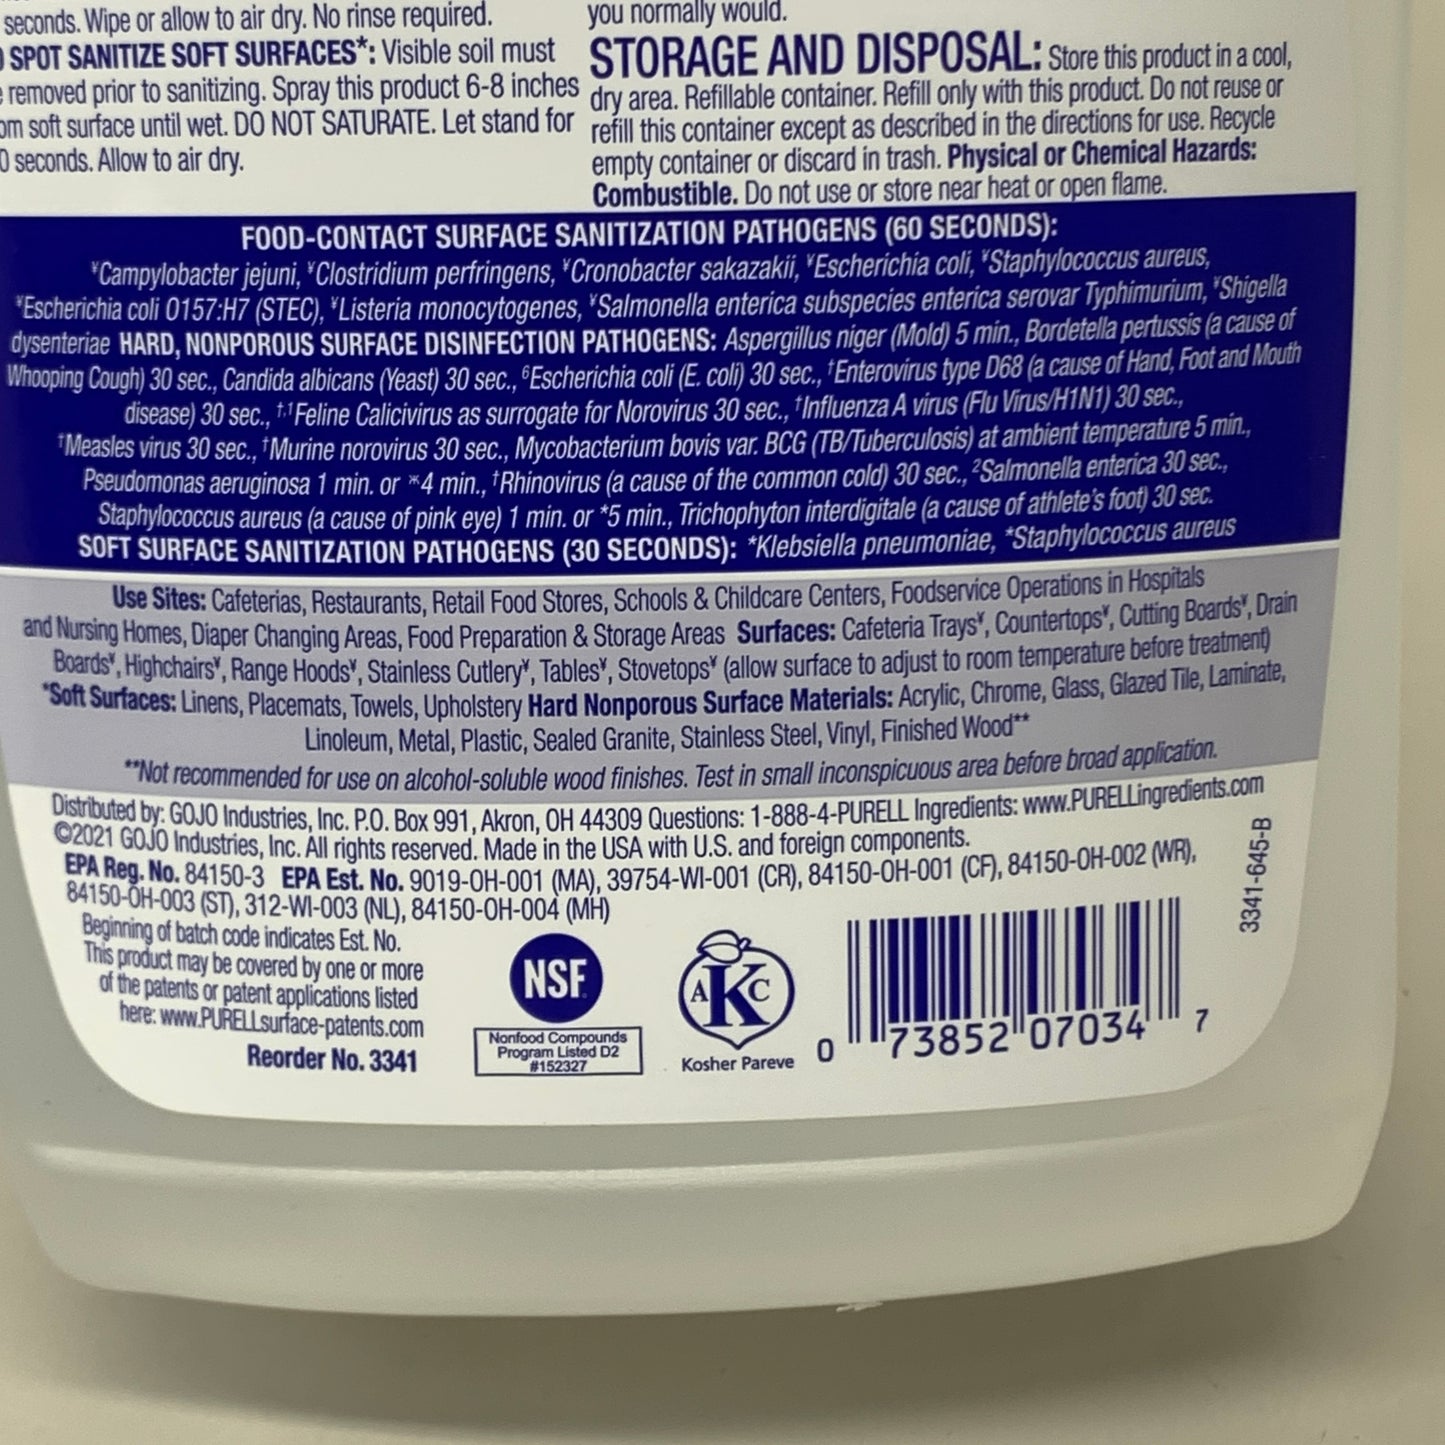 seconds. Wipe or allow to air dry. No rinse required.
SPOT SANITIZE SOFT SURFACES*: Visible soil must
removed prior to sanitizing. Spray this product 6-8 inches
soft surface until wet. DO NOT SATURATE. Let stand for
seconds. Allow to air dry.
you normally would.
STORAGE AND DISPOSAL: Store this product in a cool,
dry area. Refillable container. Refill only with this product. Do not reuse or
refill this container except as described in the directions for use. Recycle
empty container or discard in trash. Physical or Chemical Hazards:
Combustible. Do not use or store near heat or open flame.
FOOD-CONTACT SURFACE SANITIZATION PATHOGENS (60 SECONDS):
¥Campylobacter jejuni, ¥Clostridium perfringens, ¥Cronobacter sakazakii, ¥Escherichia coli, ¥Staphylococcus aureus,
¥Escherichia coli O157:H7 (STEC), ¥Listeria monocytogenes, ¥Salmonella enterica subspecies enterica serovar Typhimurium, ¥Shigella
dysenteriae HARD, NONPOROUS SURFACE DISINFECTION PATHOGENS: Aspergillus niger (Mold) 5 min., Bordetella pertussis (a cause of
Whooping Cough) 30 sec., Candida albicans (Yeast) 30 sec., ⁶Escherichia coli (E. coli) 30 sec., †Enterovirus type D68 (a cause of Hand, Foot and Mouth
disease) 30 sec., †,¹Feline Calicivirus as surrogate for Norovirus 30 sec., †Influenza A virus (Flu Virus/H1N1) 30 sec.,
†Measles virus 30 sec., †Murine norovirus 30 sec., Mycobacterium bovis var. BCG (TB/Tuberculosis) at ambient temperature 5 min.,
Pseudomonas aeruginosa 1 min. or ※4 min., †Rhinovirus (a cause of the common cold) 30 sec., ²Salmonella enterica 30 sec.,
Staphylococcus aureus (a cause of pink eye) 1 min. or *5 min., Trichophyton interdigitale (a cause of athlete's foot) 30 sec.
SOFT SURFACE SANITIZATION PATHOGENS (30 SECONDS): *Klebsiella pneumoniae, *Staphylococcus aureus
Use Sites: Cafeterias, Restaurants, Retail Food Stores, Schools & Childcare Centers, Foodservice Operations in Hospitals
and Nursing Homes, Diaper Changing Areas, Food Preparation & Storage Areas Surfaces: Cafeteria Trays¥, Countertops¥, Cutting Boards¥, Drain
Boards¥, Highchairs¥, Range Hoods¥, Stainless Cutlery¥, Tables¥, Stovetops¥ (allow surface to adjust to room temperature before treatment)
*Soft Surfaces: Linens, Placemats, Towels, Upholstery Hard Nonporous Surface Materials: Acrylic, Chrome, Glass, Glazed Tile, Laminate,
Linoleum, Metal, Plastic, Sealed Granite, Stainless Steel, Vinyl, Finished Wood**
**Not recommended for use on alcohol-soluble wood finishes. Test in small inconspicuous area before broad application.
Distributed by: GOJO Industries, Inc. P.O. Box 991, Akron, OH 44309 Questions: 1-888-4-PURELL Ingredients: www.PURELLingredients.com
©2021 GOJO Industries, Inc. All rights reserved. Made in the USA with U.S. and foreign components.
EPA Reg. No. 84150-3 EPA Est. No. 9019-OH-001 (MA), 39754-WI-001 (CR), 84150-OH-001 (CF), 84150-OH-002 (WR),
84150-OH-003 (ST), 312-WI-003 (NL), 84150-OH-004 (MH)
Beginning of batch code indicates Est. No.
This product may be covered by one or more
of the patents or patent applications listed
here: www.PURELLsurface-patents.com
Reorder No. 3341
NSF
Nonfood Compounds
Program Listed D2
#152327
AKC
Kosher Pareve
0 73852 07034 7
3341-645-B